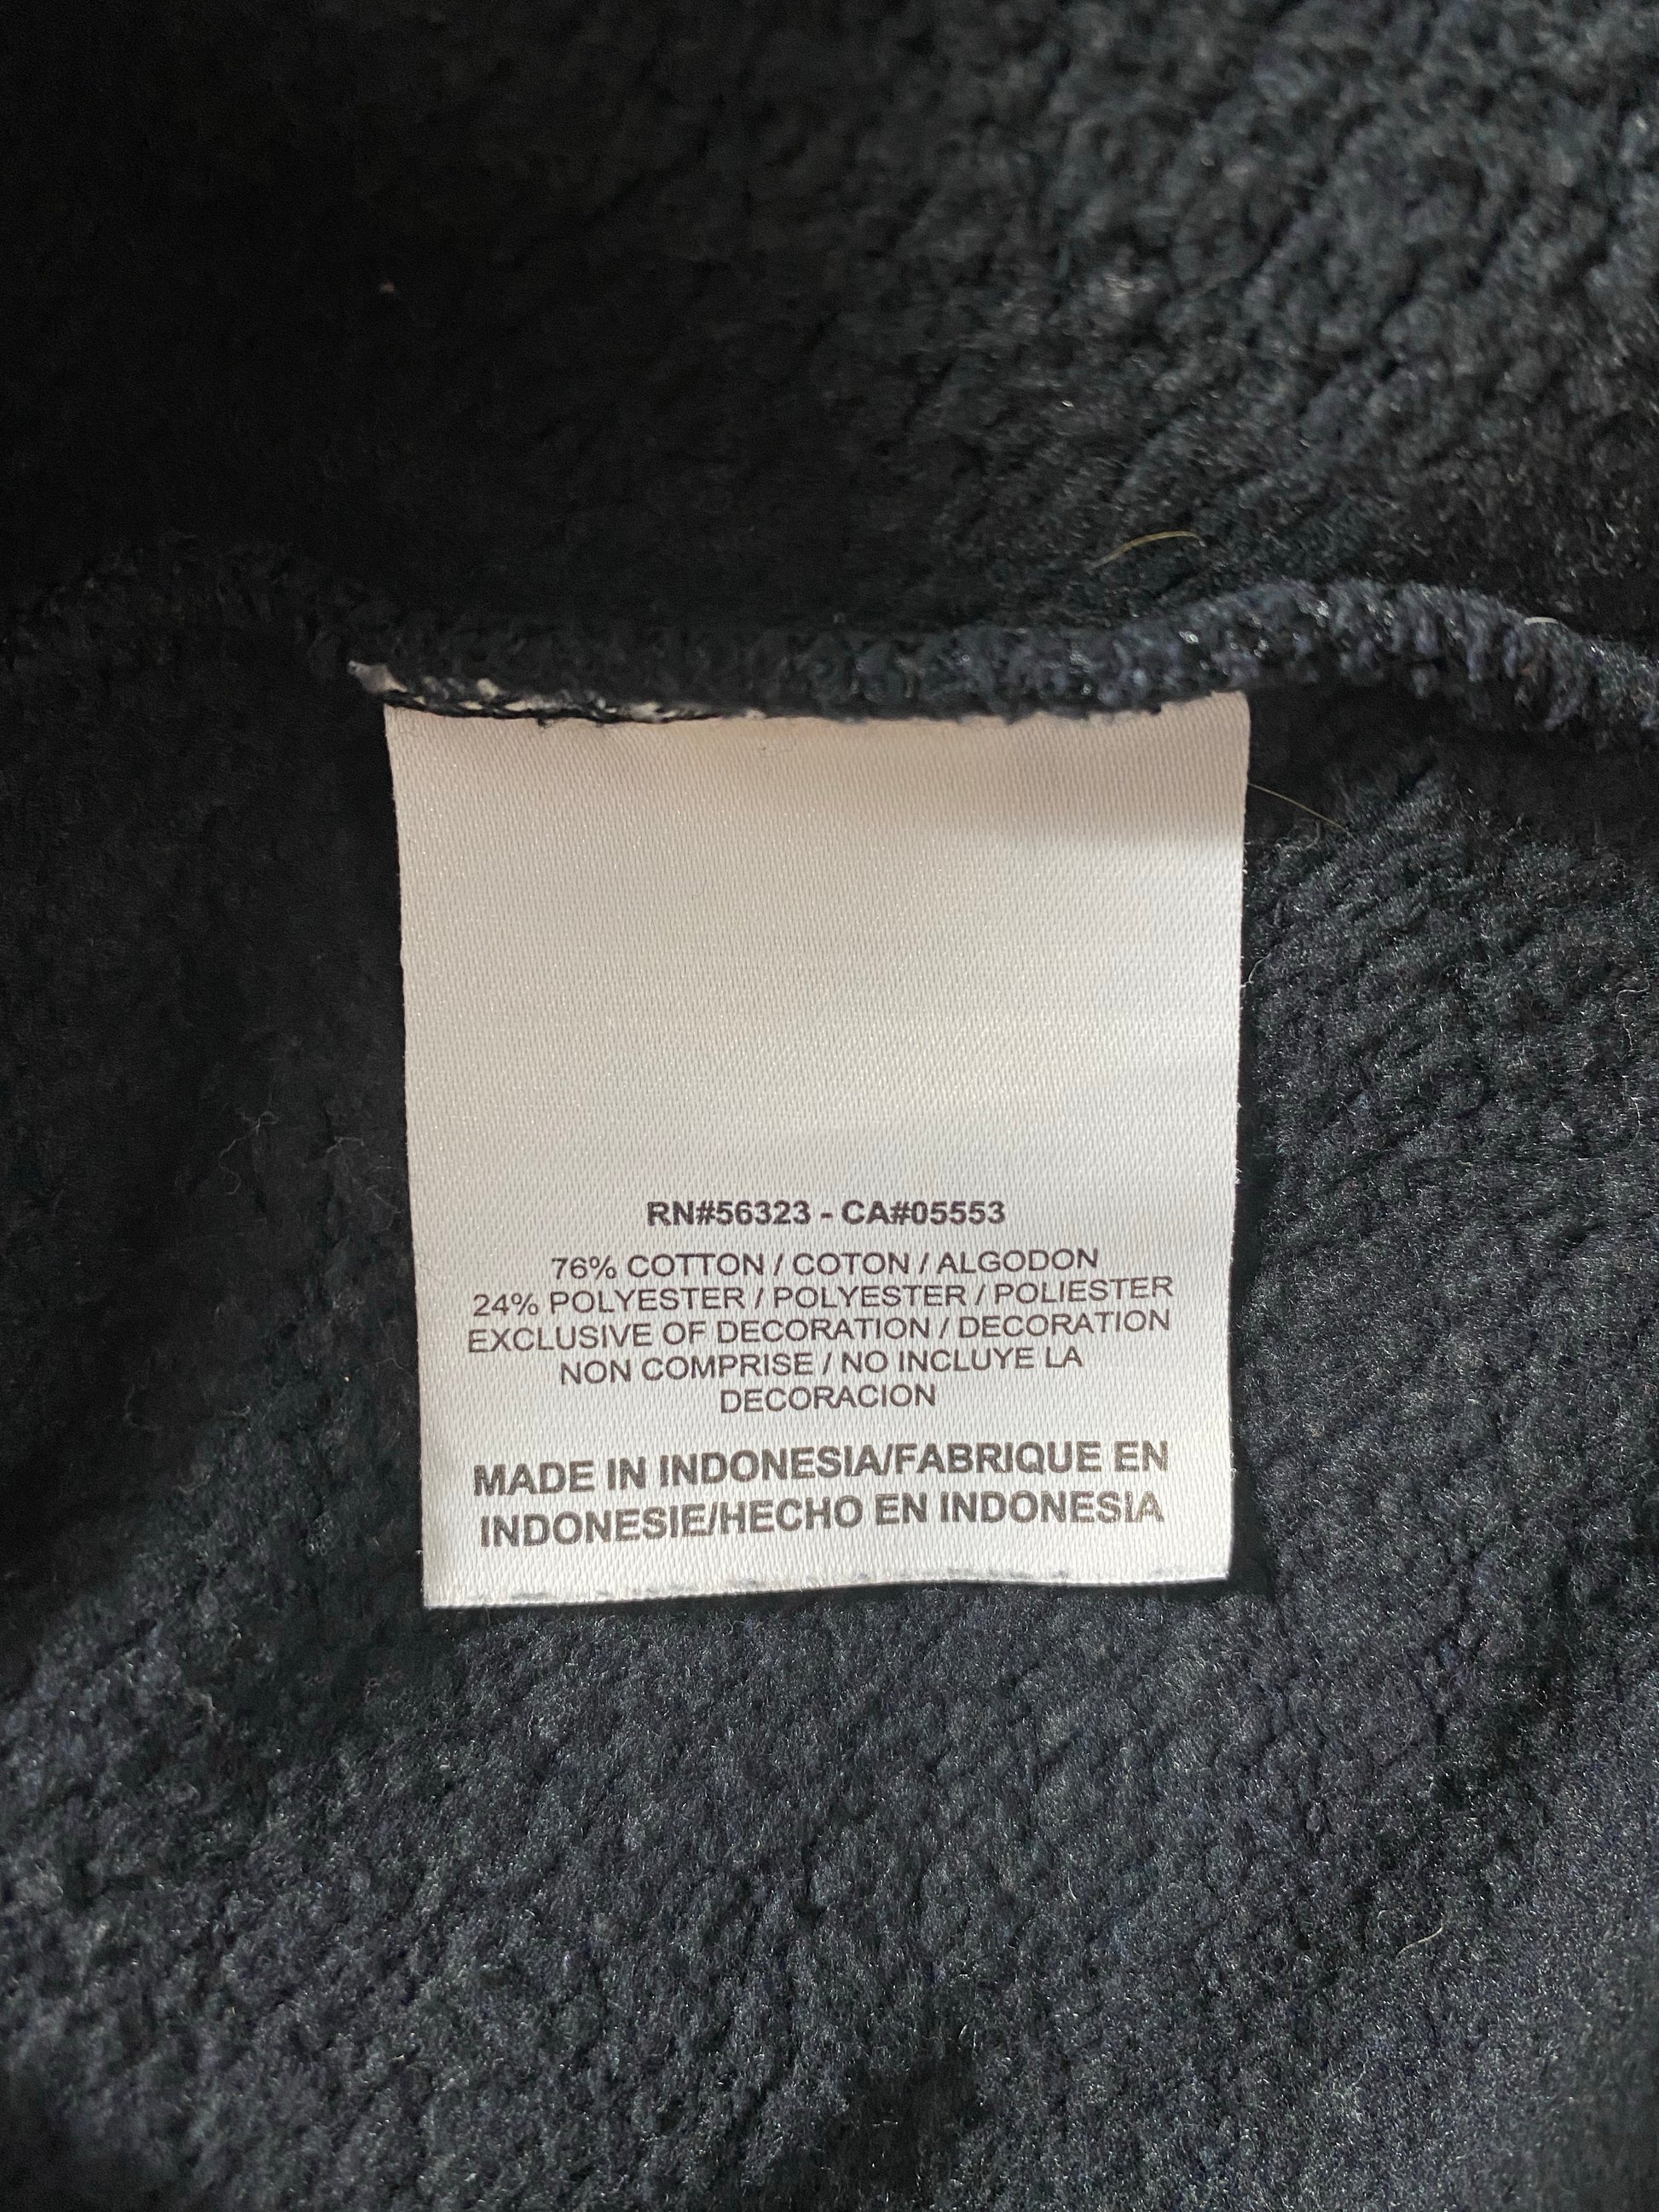 RN#56323 - CA#05553
76% COTTON / COTON / ALGODON
24% POLYESTER / POLYESTER / POLIESTER
EXCLUSIVE OF DECORATION / DECORATION
NON COMPRISE / NO INCLUYE LA
DECORACION
MADE IN INDONESIA/FABRIQUE EN
INDONESIE/HECHO EN INDONESIA